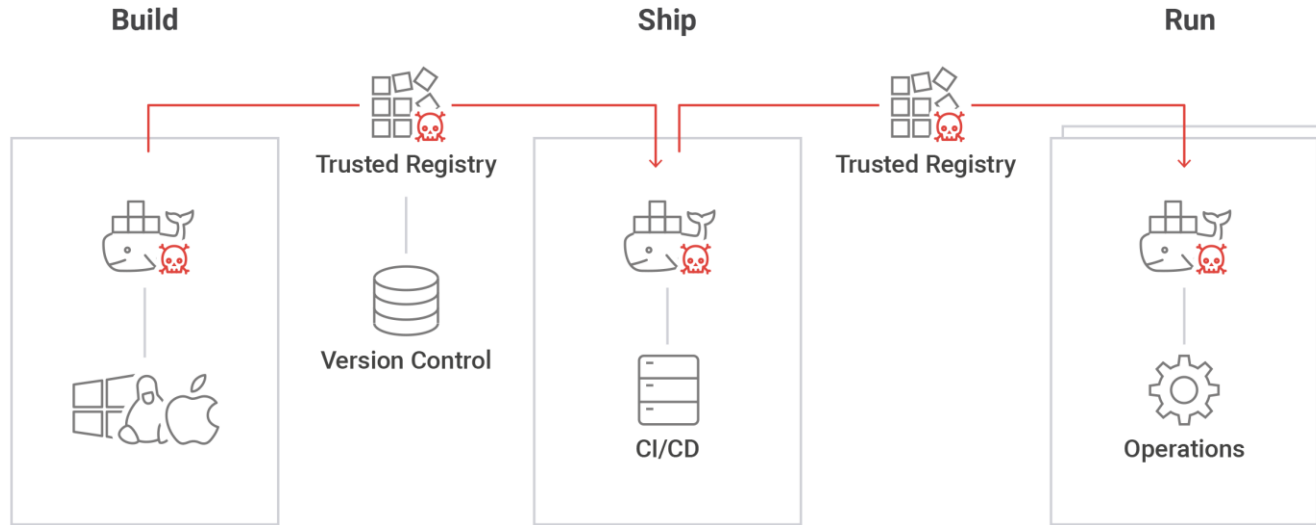 Build
Ship
Run
Trusted Registry
Trusted Registry
Version Control
CI/CD
Operations